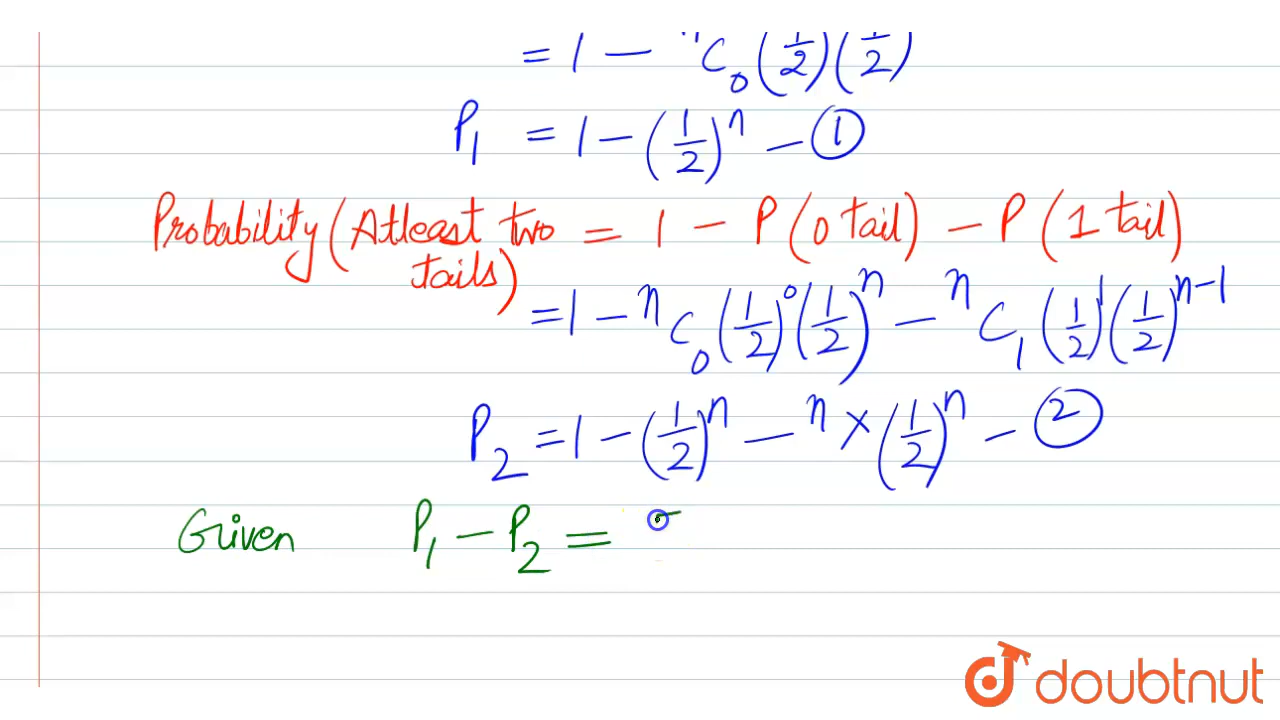 = 1 - ⁿC₀ (1/2)(1/2)
P₁ = 1 - (1/2)ⁿ - ①
Probability (Atleast two tails) = 1 - P(0 tail) - P(1 tail)
= 1 - ⁿC₀ (1/2)⁰ (1/2)ⁿ - ⁿC₁ (1/2)¹ (1/2)ⁿ⁻¹
P₂ = 1 - (1/2)ⁿ - n × (1/2)ⁿ - ②
Given P₁ - P₂ =
doubtnut